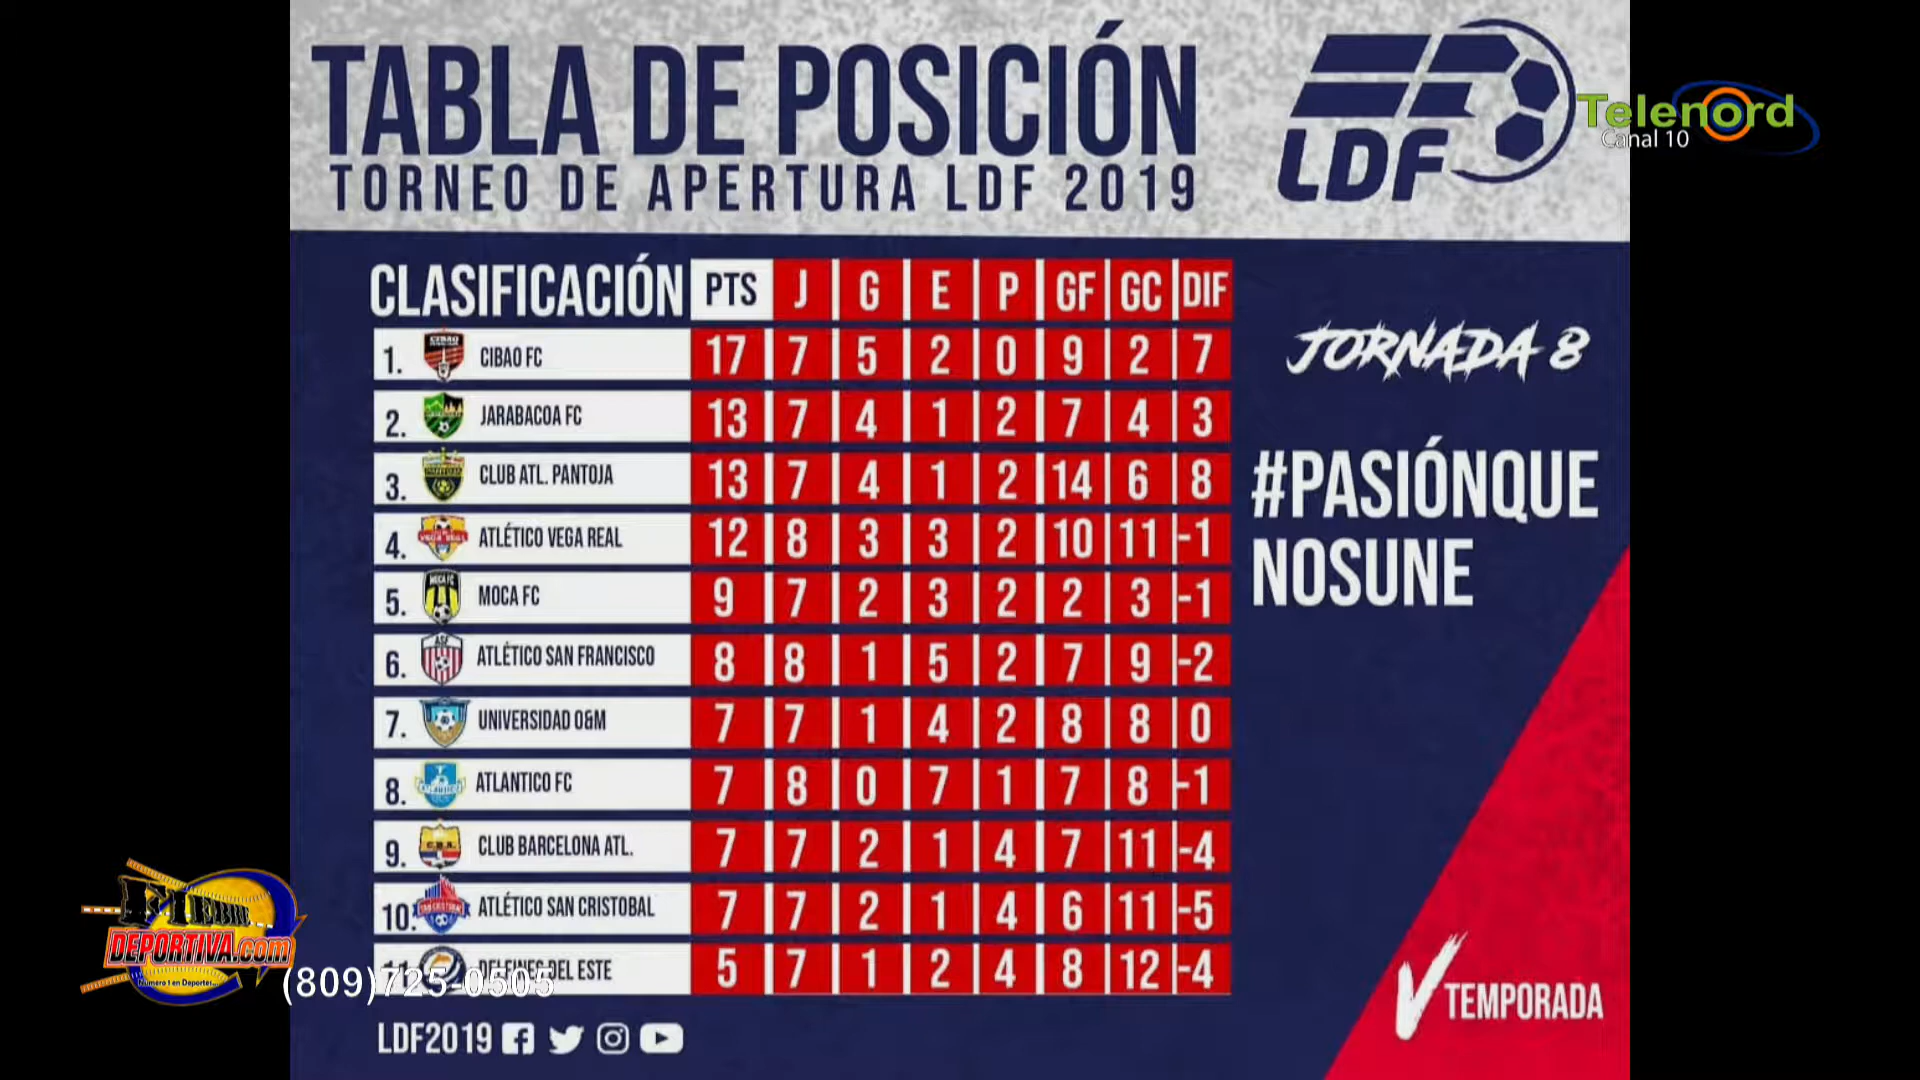 TABLA DE POSICIÓN
TORNEO DE APERTURA LDF 2019
LDF
Telenord
Canal 10
CLASIFICACIÓN PTS J G E P GF GC DIF
1. CIBAO FC 17 7 5 2 0 9 2 7
2. JARABACOA FC 13 7 4 1 2 7 4 3
3. CLUB ATL. PANTOJA 13 7 4 1 2 14 6 8
4. ATLÉTICO VEGA REAL 12 8 3 3 2 10 11 -1
5. MOCA FC 9 7 2 3 2 2 3 -1
6. ATLÉTICO SAN FRANCISCO 8 8 1 5 2 7 9 -2
7. UNIVERSIDAD O&M 7 7 1 4 2 8 8 0
8. ATLANTICO FC 7 8 0 7 1 7 8 -1
9. CLUB BARCELONA ATL. 7 7 2 1 4 7 11 -4
10. ATLÉTICO SAN CRISTOBAL 7 7 2 1 4 6 11 -5
11. DELFINES DEL ESTE 5 7 1 2 4 8 12 -4
JORNADA 8
#PASIÓNQUE
NOSUNE
V TEMPORADA
LDF2019
FIEBRE
DEPORTIVA.com
Número 1 en Deportes...
(809)725-0505